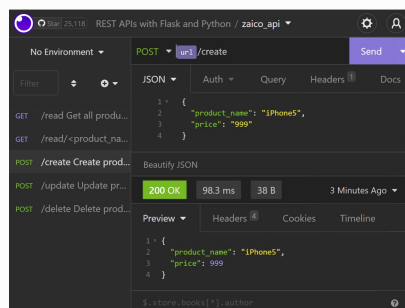 Star 25,118 REST APIs with Flask and Python / zaico_api
No Environment
POST url /create Send
JSON Auth Query Headers 1 Docs
Filter
1 {
2 "product_name": "iPhone5",
3 "price": "999"
4 }
GET /read Get all produ...
GET /read/<product_na...
POST /create Create prod...
POST /update Update pr...
POST /delete Delete prod...
Beautify JSON
200 OK 98.3 ms 38 B 3 Minutes Ago
Preview Headers 4 Cookies Timeline
1 {
2 "product_name": "iPhone5",
3 "price": 999
4 }
$.store.books[*].author